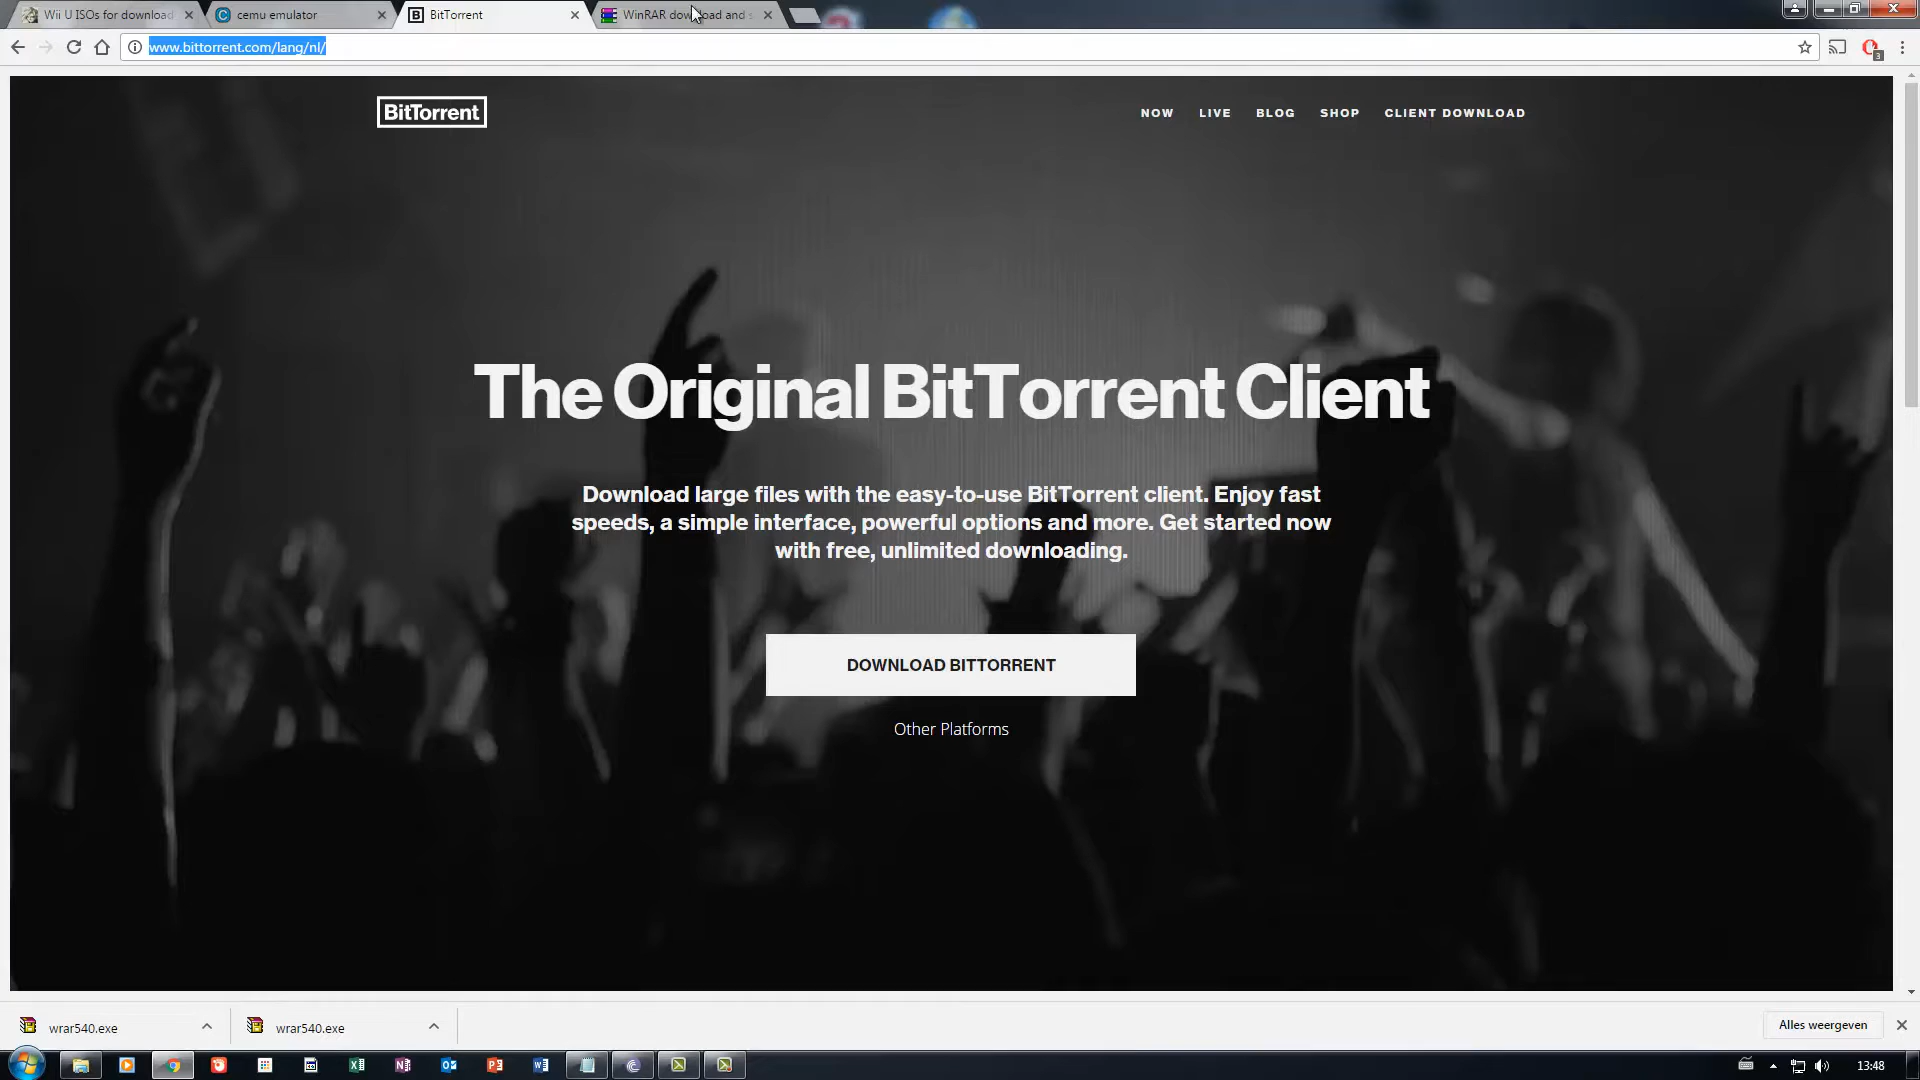 Wii U ISOs for download
cemu emulator
BitTorrent
WinRAR download and s
www.bittorrent.com/lang/nl/
3
BitTorrent
NOW
LIVE
BLOG
SHOP
CLIENT DOWNLOAD
The Original BitTorrent Client
Download large files with the easy-to-use BitTorrent client. Enjoy fast
speeds, a simple interface, powerful options and more. Get started now
with free, unlimited downloading.
DOWNLOAD BITTORRENT
Other Platforms
wrar540.exe
wrar540.exe
Alles weergeven
13:48